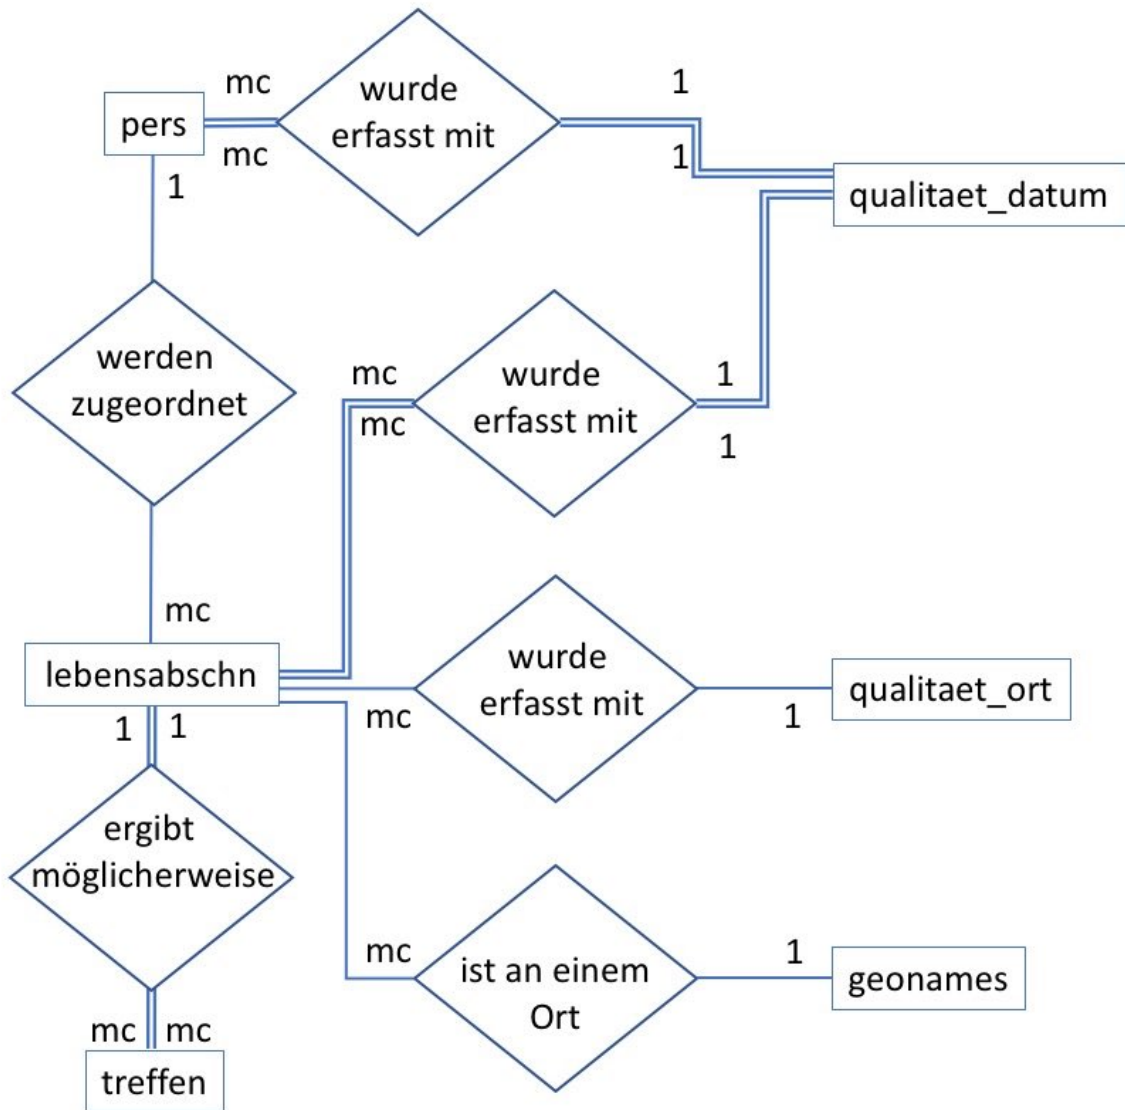 mc
wurde
erfasst mit
1
pers
mc
1
1
qualitaet_datum
werden
zugeordnet
mc
mc
wurde
erfasst mit
1
1
mc
lebensabschn
wurde
erfasst mit
mc
1
qualitaet_ort
1
1
ergibt
möglicherweise
mc
ist an einem
Ort
1
geonames
mc
mc
treffen